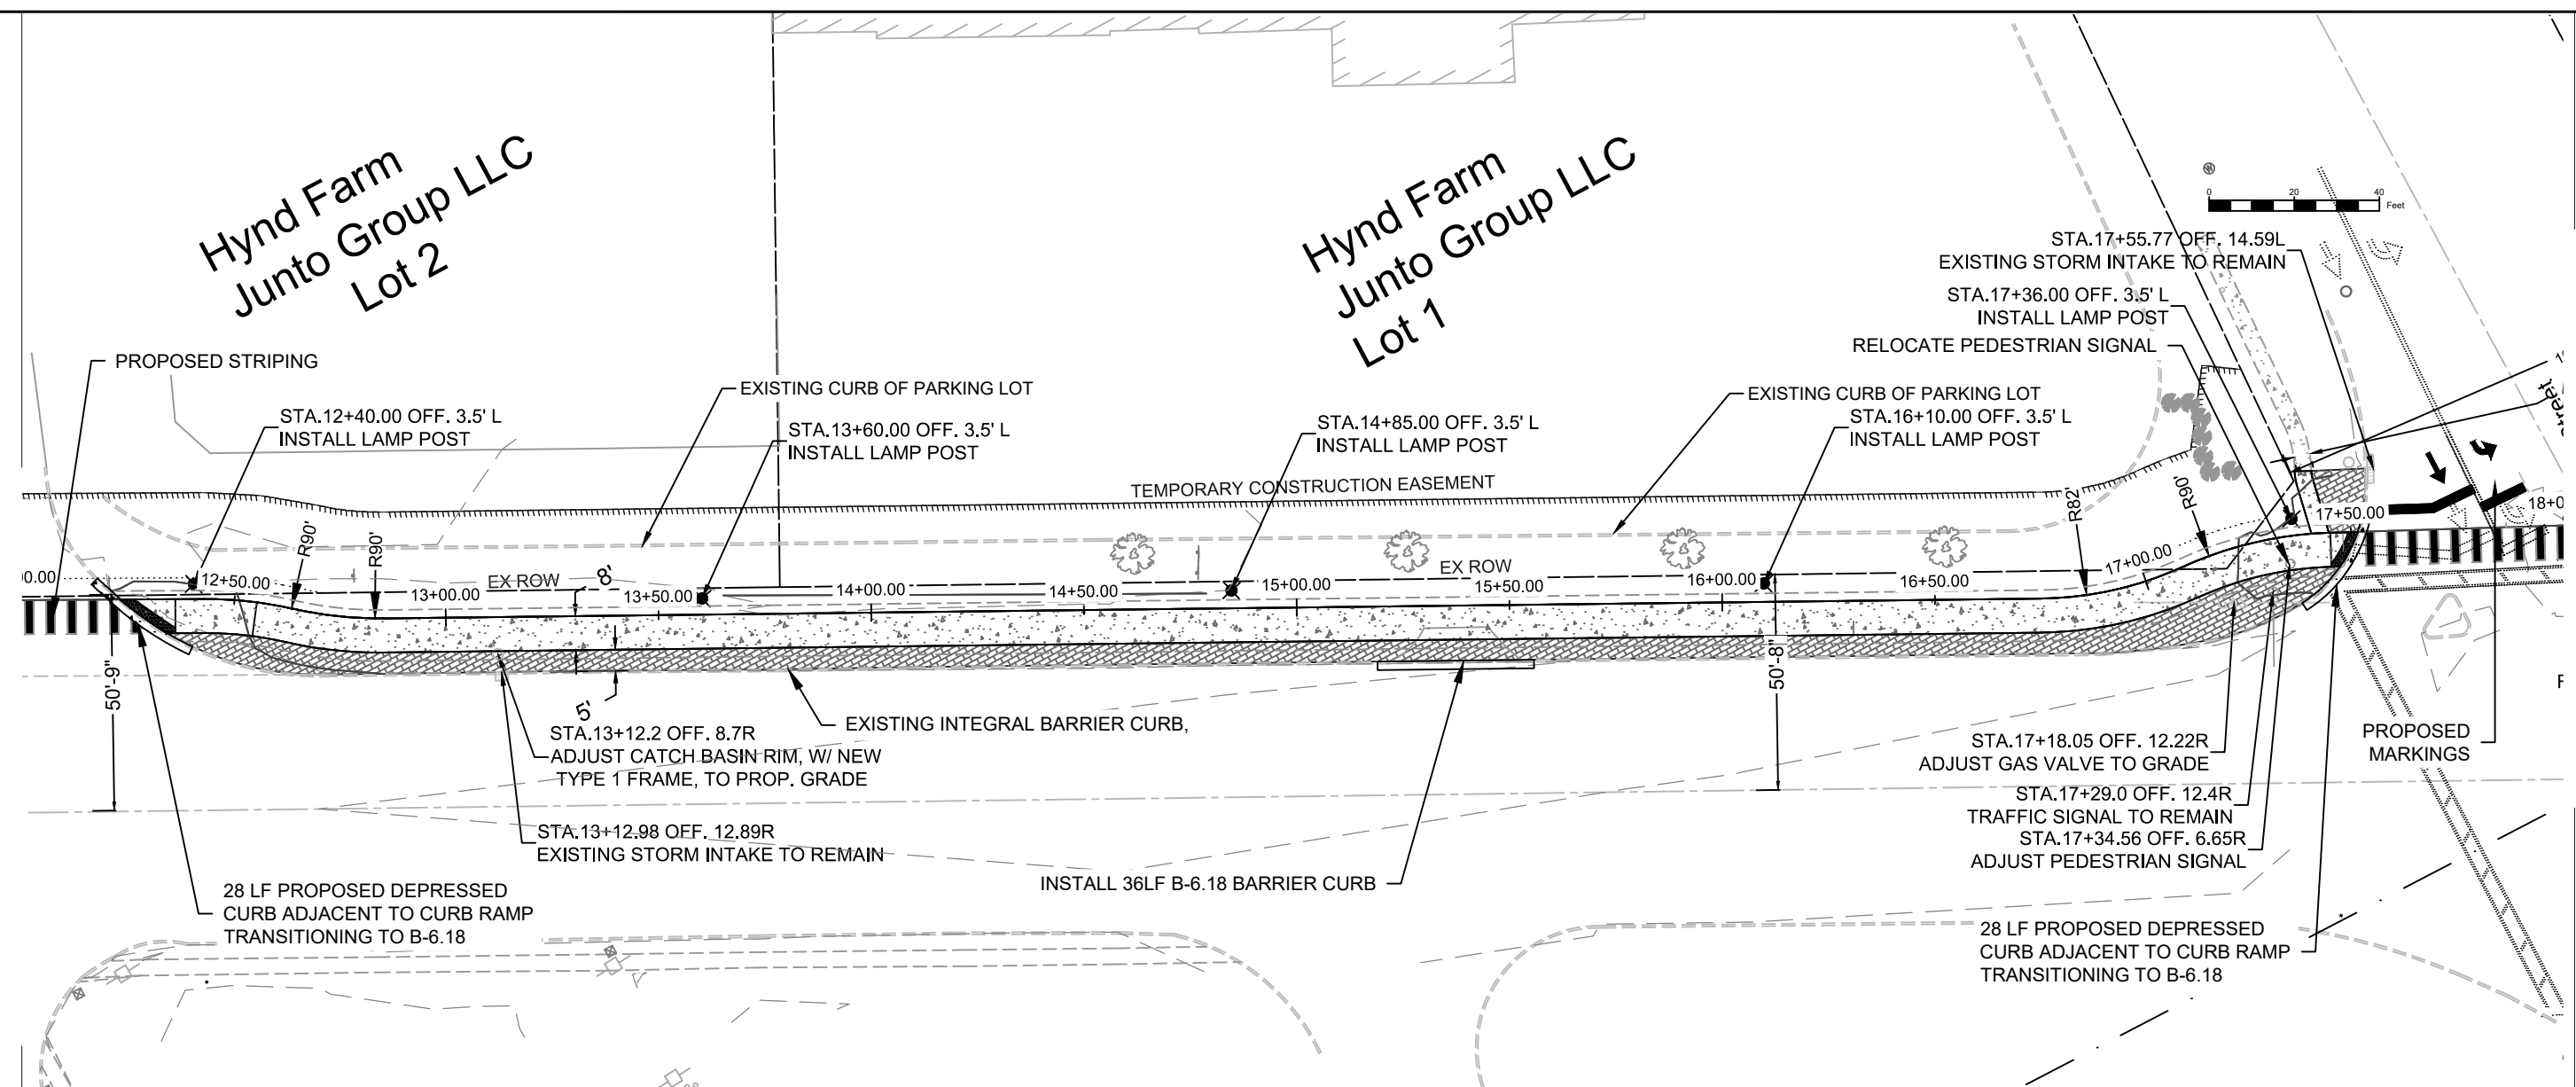 Hynd Farm
Junto Group LLC
Lot 2
Hynd Farm
Junto Group LLC
Lot 1
0 20 40
Feet
STA.17+55.77 OFF. 14.59L
EXISTING STORM INTAKE TO REMAIN
STA.17+36.00 OFF. 3.5' L
INSTALL LAMP POST
RELOCATE PEDESTRIAN SIGNAL
PROPOSED STRIPING
EXISTING CURB OF PARKING LOT
EXISTING CURB OF PARKING LOT
STA.12+40.00 OFF. 3.5' L
INSTALL LAMP POST
STA.13+60.00 OFF. 3.5' L
INSTALL LAMP POST
STA.14+85.00 OFF. 3.5' L
INSTALL LAMP POST
STA.16+10.00 OFF. 3.5' L
INSTALL LAMP POST
TEMPORARY CONSTRUCTION EASEMENT
R90'
R90'
R82'
R90'
EX ROW
EX ROW
0.00
12+50.00
13+00.00
13+50.00
14+00.00
14+50.00
15+00.00
15+50.00
16+00.00
16+50.00
17+00.00
17+50.00
18+0
8'
5'
50'-9"
50'-8"
STA.13+12.2 OFF. 8.7R
ADJUST CATCH BASIN RIM, W/ NEW
TYPE 1 FRAME, TO PROP. GRADE
EXISTING INTEGRAL BARRIER CURB,
STA.13+12.98 OFF. 12.89R
EXISTING STORM INTAKE TO REMAIN
28 LF PROPOSED DEPRESSED
CURB ADJACENT TO CURB RAMP
TRANSITIONING TO B-6.18
INSTALL 36LF B-6.18 BARRIER CURB
STA.17+18.05 OFF. 12.22R
ADJUST GAS VALVE TO GRADE
STA.17+29.0 OFF. 12.4R
TRAFFIC SIGNAL TO REMAIN
STA.17+34.56 OFF. 6.65R
ADJUST PEDESTRIAN SIGNAL
PROPOSED
MARKINGS
28 LF PROPOSED DEPRESSED
CURB ADJACENT TO CURB RAMP
TRANSITIONING TO B-6.18